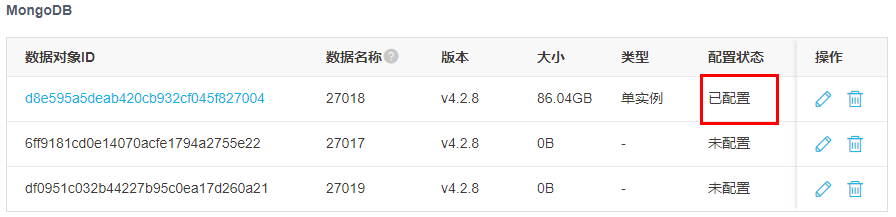 MongoDB
数据对象ID 数据名称 ? 版本 大小 类型 配置状态 操作
d8e595a5deab420cb932cf045f827004 27018 v4.2.8 86.04GB 单实例 已配置
6ff9181cd0e14070acfe1794a2755e22 27017 v4.2.8 0B - 未配置
df0951c032b44227b95c0ea17d260a21 27019 v4.2.8 0B - 未配置